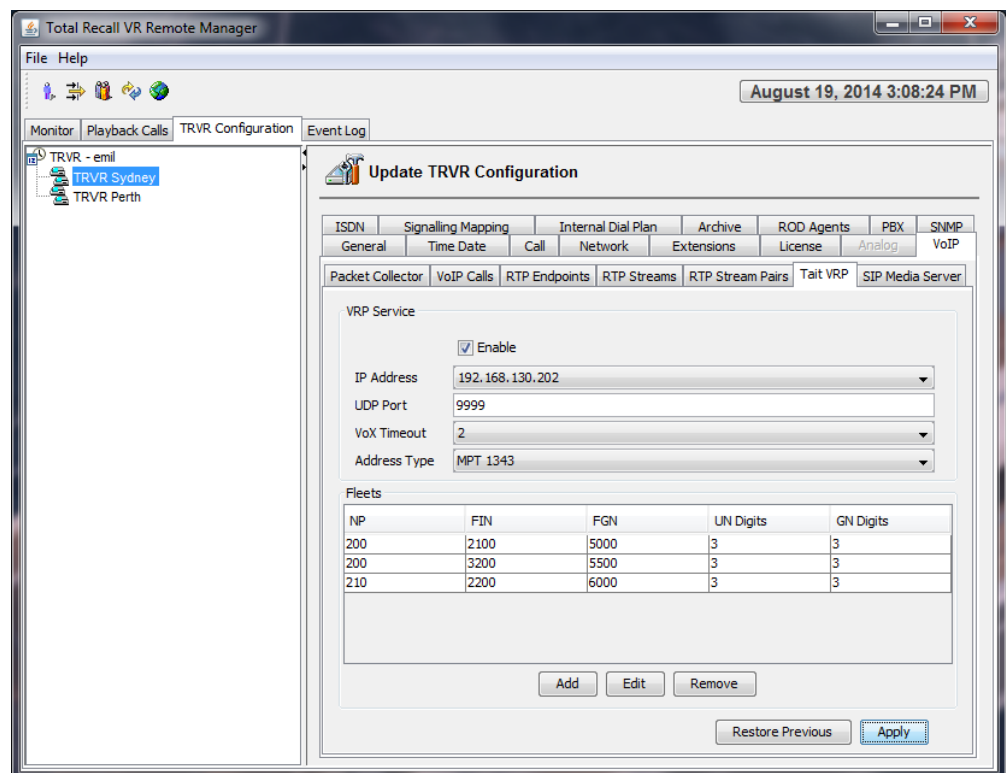 Total Recall VR Remote Manager
File Help
August 19, 2014 3:08:24 PM
Monitor Playback Calls TRVR Configuration Event Log
TRVR - emil
TRVR Sydney
TRVR Perth
Update TRVR Configuration
ISDN Signalling Mapping Internal Dial Plan Archive ROD Agents PBX SNMP
General Time Date Call Network Extensions License Analog VoIP
Packet Collector VoIP Calls RTP Endpoints RTP Streams RTP Stream Pairs Tait VRP SIP Media Server
VRP Service
Enable
IP Address 192.168.130.202
UDP Port 9999
VoX Timeout 2
Address Type MPT 1343
Fleets
NP FIN FGN UN Digits GN Digits
200 2100 5000 3 3
200 3200 5500 3 3
210 2200 6000 3 3
Add Edit Remove
Restore Previous Apply